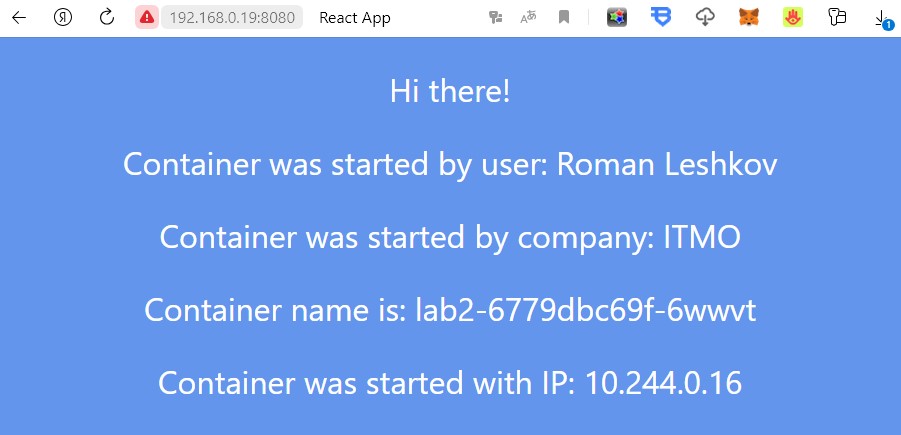 192.168.0.19:8080 React App
Hi there!
Container was started by user: Roman Leshkov
Container was started by company: ITMO
Container name is: lab2-6779dbc69f-6wwvt
Container was started with IP: 10.244.0.16
1